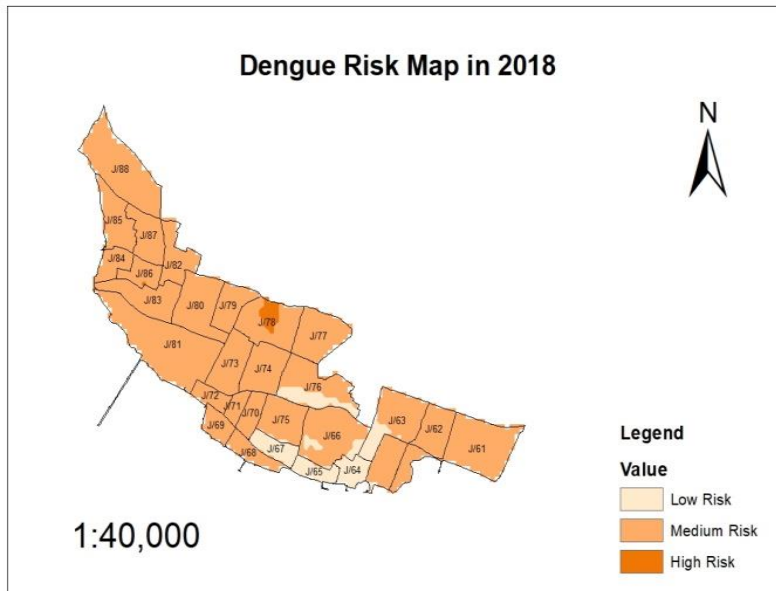 Dengue Risk Map in 2018
N
J/88
J/85
J/87
J/84
J/82
J/86
J/83
J/80
J/79
J/78
J/77
J/81
J/73
J/74
J/76
J/72
J/71
J/70
J/75
J/63
J/62
J/69
J/66
J/61
J/68
J/67
J/65
J/64
Legend
Value
Low Risk
Medium Risk
High Risk
1:40,000